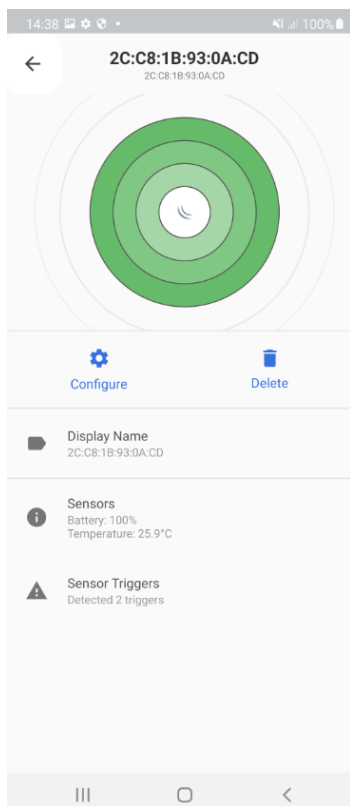 14:38
100%
2C:C8:1B:93:0A:CD
2C:C8:1B:93:0A:CD
Configure
Delete
Display Name
2C:C8:1B:93:0A:CD
Sensors
Battery: 100%
Temperature: 25.9°C
Sensor Triggers
Detected 2 triggers